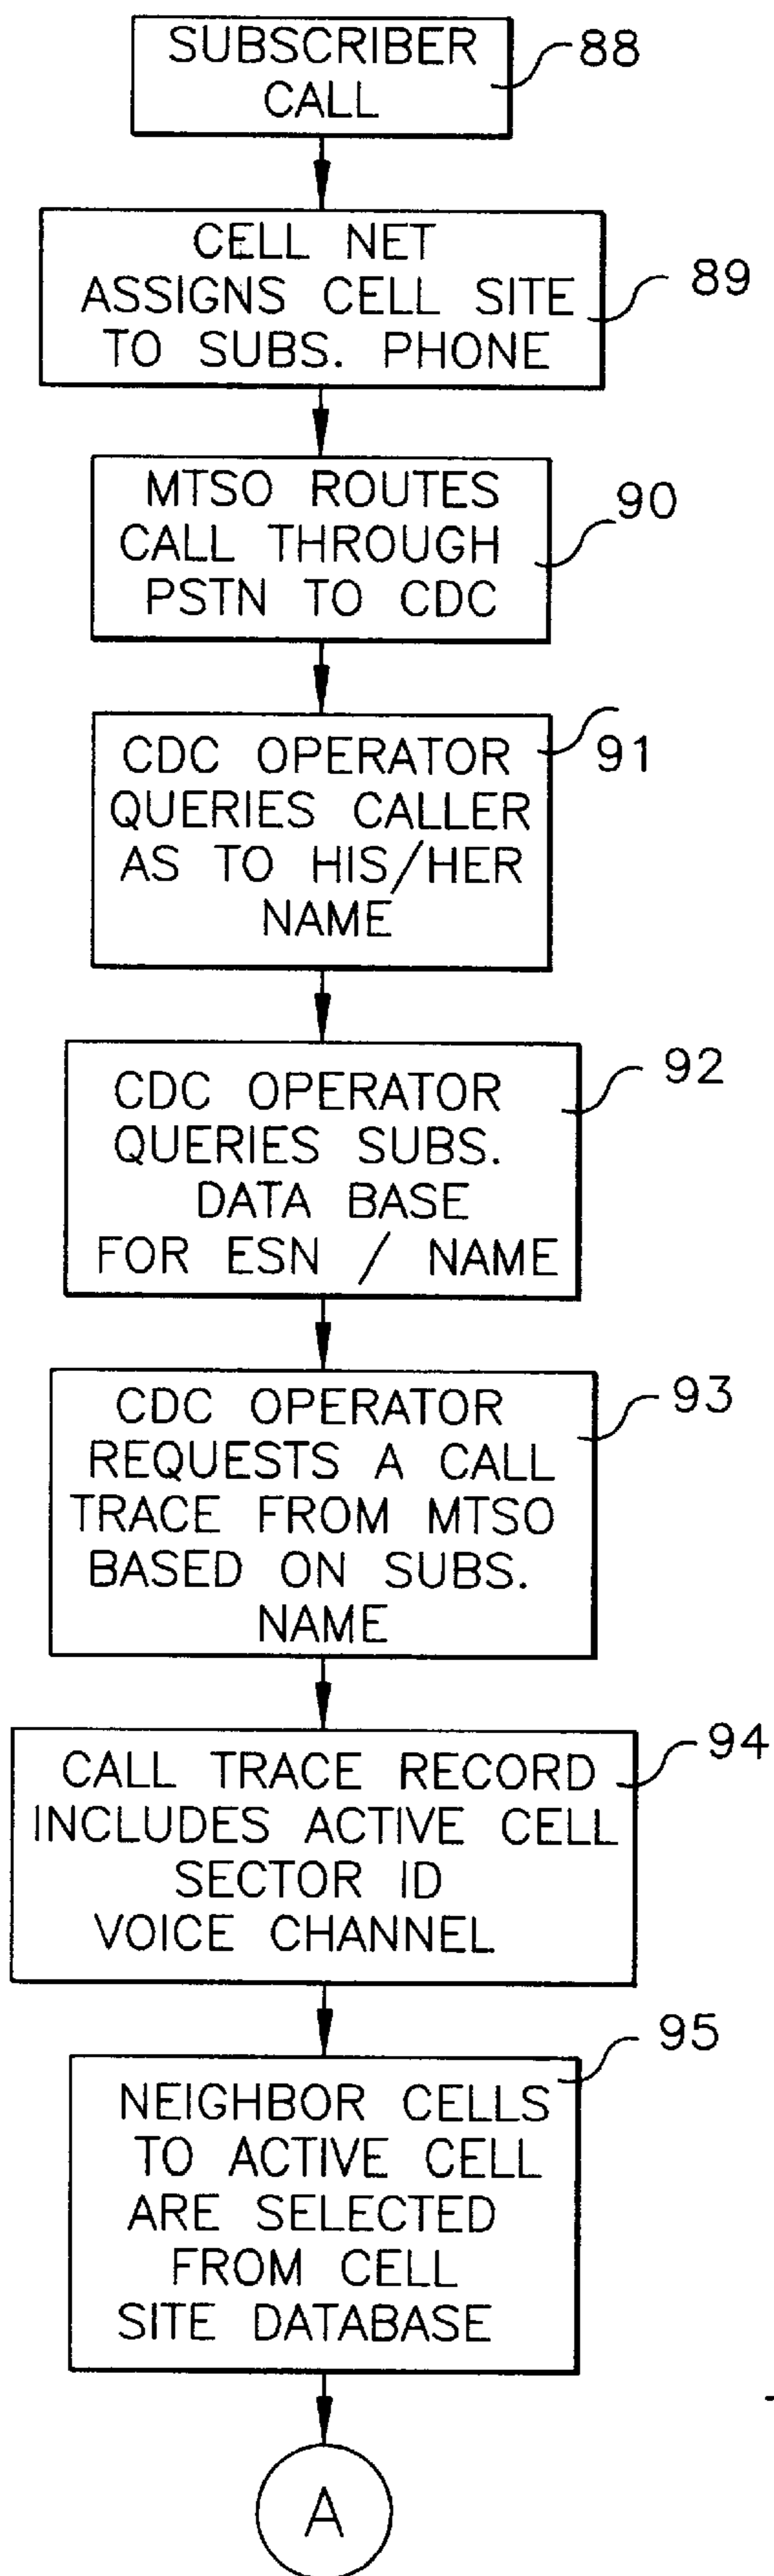 SUBSCRIBER
CALL
88
CELL NET
ASSIGNS CELL SITE
TO SUBS. PHONE
89
MTSO ROUTES
CALL THROUGH
PSTN TO CDC
90
CDC OPERATOR
QUERIES CALLER
AS TO HIS/HER
NAME
91
CDC OPERATOR
QUERIES SUBS.
DATA BASE
FOR ESN / NAME
92
CDC OPERATOR
REQUESTS A CALL
TRACE FROM MTSO
BASED ON SUBS.
NAME
93
CALL TRACE RECORD
INCLUDES ACTIVE CELL
SECTOR ID
VOICE CHANNEL
94
NEIGHBOR CELLS
TO ACTIVE CELL
ARE SELECTED
FROM CELL
SITE DATABASE
95
A